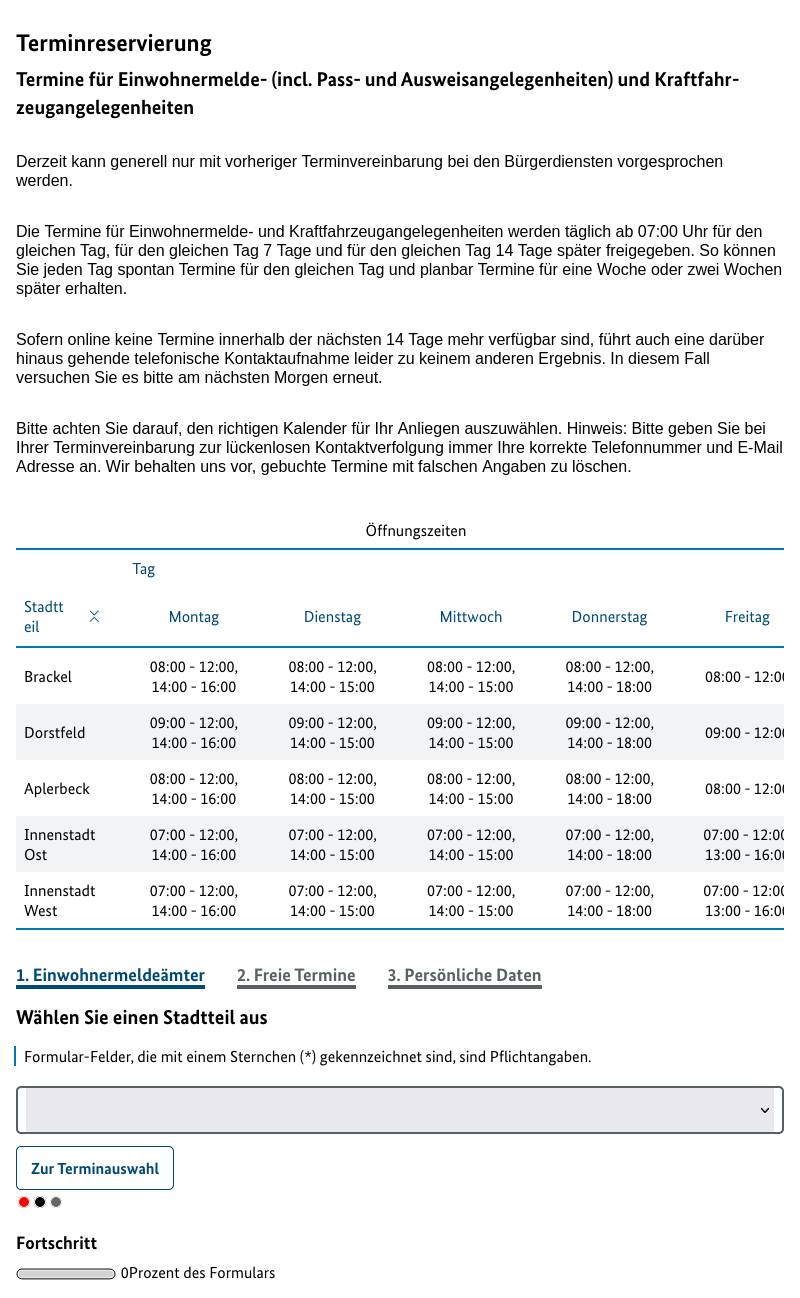 Terminreservierung
Termine für Einwohnermelde- (incl. Pass- und Ausweisangelegenheiten) und Kraftfahr-
zeugangelegenheiten
Derzeit kann generell nur mit vorheriger Terminvereinbarung bei den Bürgerdiensten vorgesprochen
werden.
Die Termine für Einwohnermelde- und Kraftfahrzeugangelegenheiten werden täglich ab 07:00 Uhr für den
gleichen Tag, für den gleichen Tag 7 Tage und für den gleichen Tag 14 Tage später freigegeben. So können
Sie jeden Tag spontan Termine für den gleichen Tag und planbar Termine für eine Woche oder zwei Wochen
später erhalten.
Sofern online keine Termine innerhalb der nächsten 14 Tage mehr verfügbar sind, führt auch eine darüber
hinaus gehende telefonische Kontaktaufnahme leider zu keinem anderen Ergebnis. In diesem Fall
versuchen Sie es bitte am nächsten Morgen erneut.
Bitte achten Sie darauf, den richtigen Kalender für Ihr Anliegen auszuwählen. Hinweis: Bitte geben Sie bei
Ihrer Terminvereinbarung zur lückenlosen Kontaktverfolgung immer Ihre korrekte Telefonnummer und E-Mail
Adresse an. Wir behalten uns vor, gebuchte Termine mit falschen Angaben zu löschen.
Öffnungszeiten
Tag
Stadtt
eil
Montag Dienstag Mittwoch Donnerstag Freitag
Brackel
08:00 - 12:00, 08:00 - 12:00, 08:00 - 12:00, 08:00 - 12:00, 08:00 - 12:00
14:00 - 16:00 14:00 - 15:00 14:00 - 15:00 14:00 - 18:00
Dorstfeld
09:00 - 12:00, 09:00 - 12:00, 09:00 - 12:00, 09:00 - 12:00, 09:00 - 12:00
14:00 - 16:00 14:00 - 15:00 14:00 - 15:00 14:00 - 18:00
Aplerbeck
08:00 - 12:00, 08:00 - 12:00, 08:00 - 12:00, 08:00 - 12:00, 08:00 - 12:00
14:00 - 16:00 14:00 - 15:00 14:00 - 15:00 14:00 - 18:00
Innenstadt 07:00 - 12:00, 07:00 - 12:00, 07:00 - 12:00, 07:00 - 12:00, 07:00 - 12:00
Ost 14:00 - 16:00 14:00 - 15:00 14:00 - 15:00 14:00 - 18:00 13:00 - 16:00
Innenstadt 07:00 - 12:00, 07:00 - 12:00, 07:00 - 12:00, 07:00 - 12:00, 07:00 - 12:00
West 14:00 - 16:00 14:00 - 15:00 14:00 - 15:00 14:00 - 18:00 13:00 - 16:00
1. Einwohnermeldeämter 2. Freie Termine 3. Persönliche Daten
Wählen Sie einen Stadtteil aus
Formular-Felder, die mit einem Sternchen (*) gekennzeichnet sind, sind Pflichtangaben.
Zur Terminauswahl
Fortschritt
0Prozent des Formulars